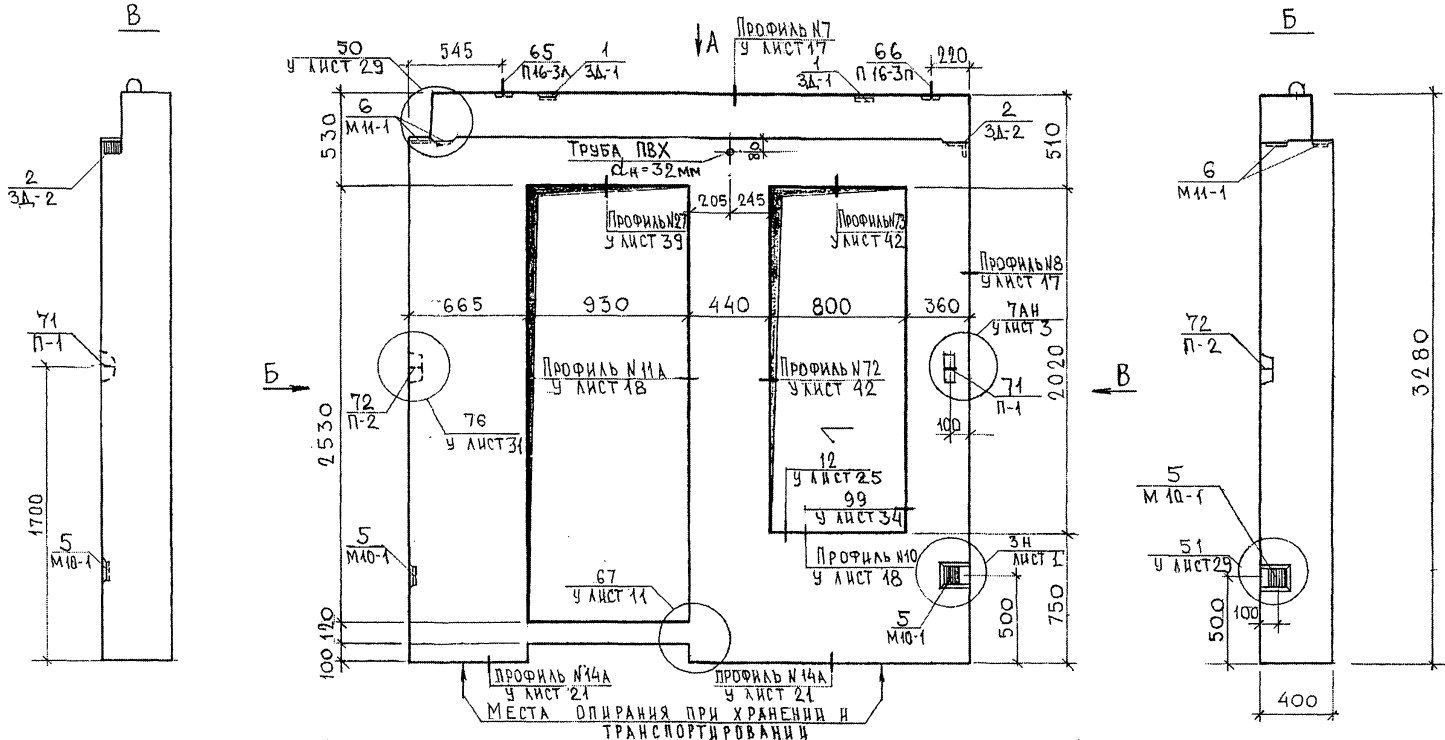 В
2
ЗД-2
71
П-1
1700
5
М10-1
50
У ЛИСТ 29
545
65
П16-3Л
1
ЗД-1
А
ПРОФИЛЬ N7
У ЛИСТ 17
1
ЗД-1
66
П16-3П
220
6
М11-1
2
ЗД-2
530
510
ТРУБА ПВХ
dн=32мм
80
205
245
ПРОФИЛЬ N27
У ЛИСТ 39
ПРОФИЛЬ N73
У ЛИСТ 42
ПРОФИЛЬ N8
У ЛИСТ 17
665
930
440
800
360
7АН
У ЛИСТ 3
Б
ПРОФИЛЬ N11А
У ЛИСТ 18
ПРОФИЛЬ N72
У ЛИСТ 42
В
72
П-2
71
П-1
100
76
У ЛИСТ 31
2530
2020
12
У ЛИСТ 25
99
У ЛИСТ 34
5
М10-1
ПРОФИЛЬ N10
У ЛИСТ 18
3Н
ЛИСТ 1
67
У ЛИСТ 11
5
М10-1
500
750
120
100
ПРОФИЛЬ N14А
У ЛИСТ 21
ПРОФИЛЬ N14А
У ЛИСТ 21
МЕСТА ОПИРАНИЯ ПРИ ХРАНЕНИИ И
ТРАНСПОРТИРОВАНИИ
Б
6
М11-1
72
П-2
3280
5
М10-1
51
У ЛИСТ 29
100
500
400